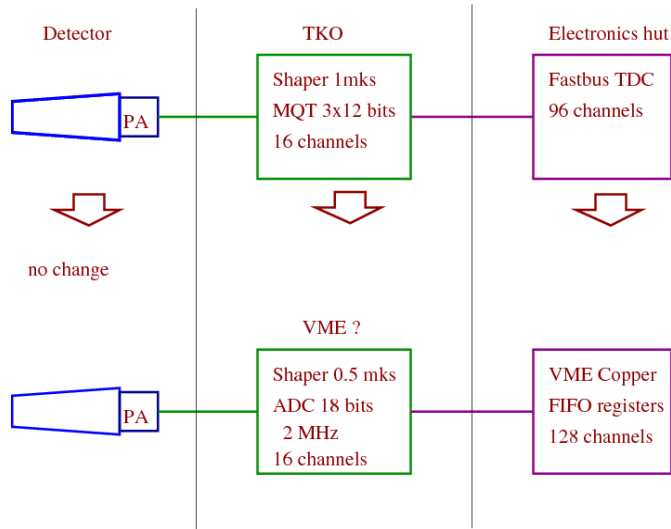 Detector
TKO
Electronics hut
PA
Shaper 1mks
MQT 3x12 bits
16 channels
Fastbus TDC
96 channels
no change
VME ?
PA
Shaper 0.5 mks
ADC 18 bits
2 MHz
16 channels
VME Copper
FIFO registers
128 channels